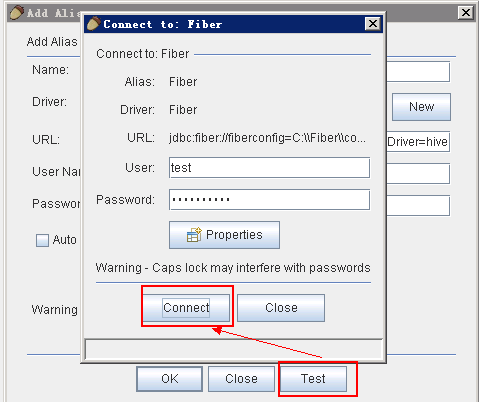 Add Alia
Connect to: Fiber
Add Alias
Connect to: Fiber
Name:
Alias: Fiber
Driver:
Driver: Fiber
New
URL:
URL: jdbc:fiber://fiberconfig=C:\\Fiber\\co...
Driver=hive
User Nan
User: test
Passwor
Password: ••••••••••
Auto
Properties
Warning - Caps lock may interfere with passwords
Warning
Connect Close
OK Close Test